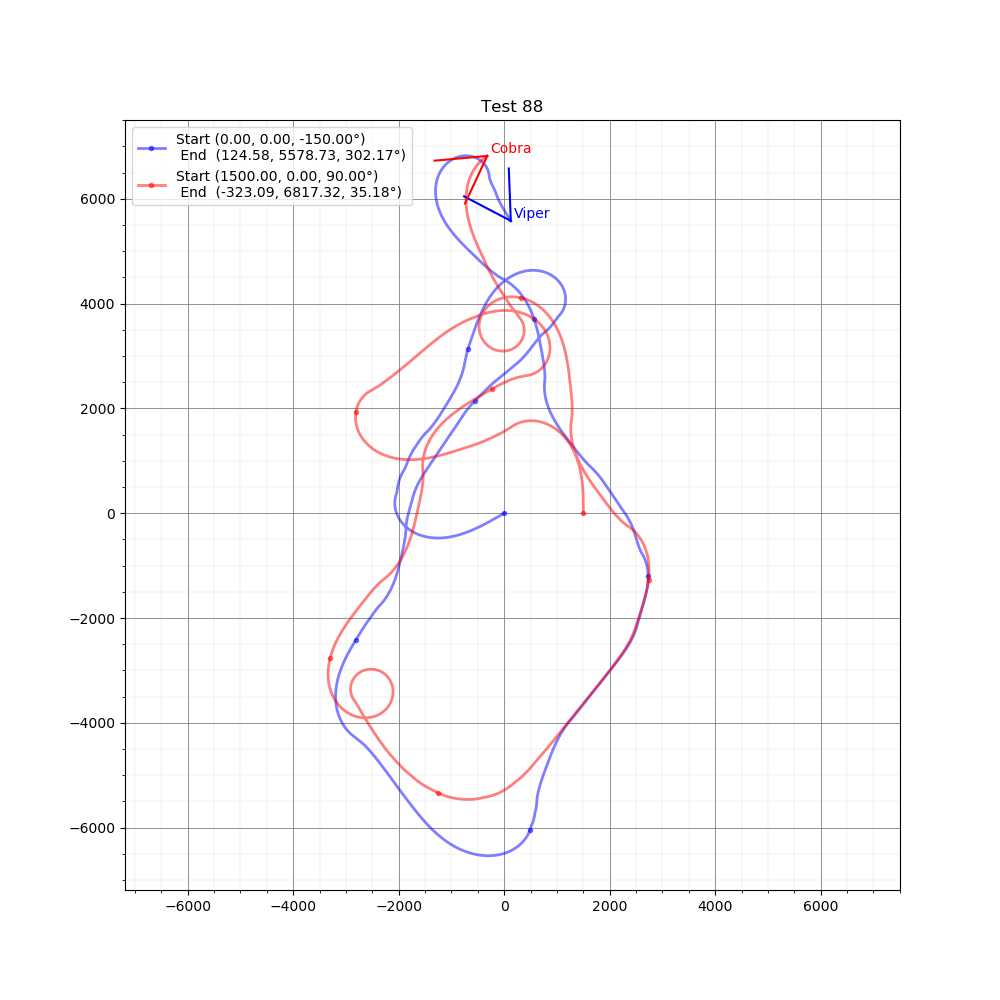 Test 88
Start (0.00, 0.00, -150.00°)
End (124.58, 5578.73, 302.17°)
Start (1500.00, 0.00, 90.00°)
End (-323.09, 6817.32, 35.18°)
Cobra
Viper
6000
4000
2000
0
−2000
−4000
−6000
−6000
−4000
−2000
0
2000
4000
6000